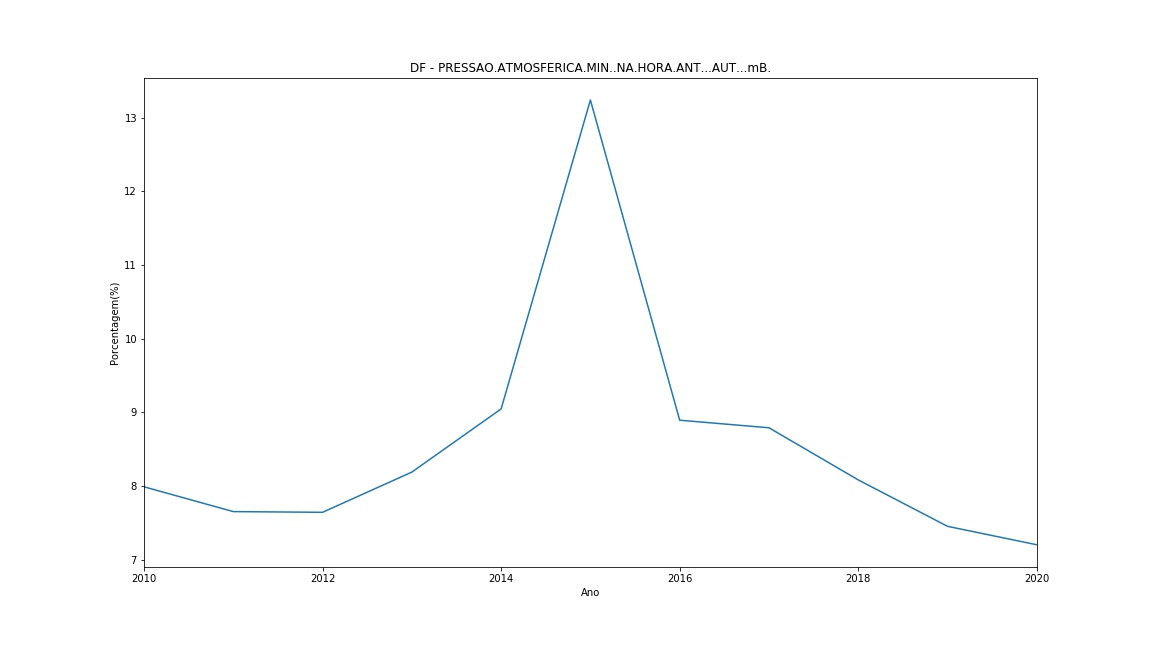 DF - PRESSAO.ATMOSFERICA.MIN..NA.HORA.ANT...AUT...mB.
Porcentagem(%)
13
12
11
10
9
8
7
2010 2012 2014 2016 2018 2020
Ano